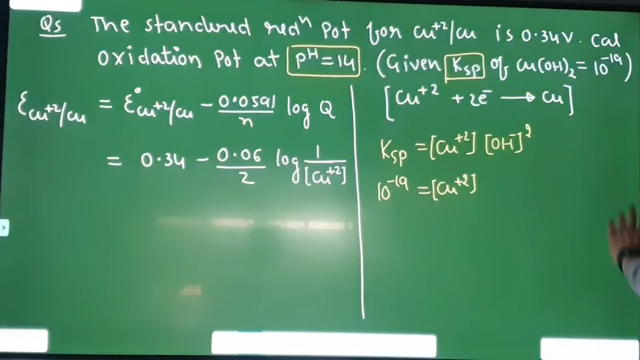 Qs The standured redⁿ Pot for Cu⁺²/Cu is 0.34V. Cal
oxidation Pot at pᴴ=14. (Given Ksp of Cu(OH)₂=10⁻¹⁹)
[Cu⁺² + 2e⁻ → Cu]
ℰCu⁺²/Cu = ℰ°Cu⁺²/Cu − 0.0591/n log Q
= 0.34 − 0.06/2 log 1/[Cu⁺²]
Ksp = [Cu⁺²] [OH⁻]²
10⁻¹⁹ = [Cu⁺²]